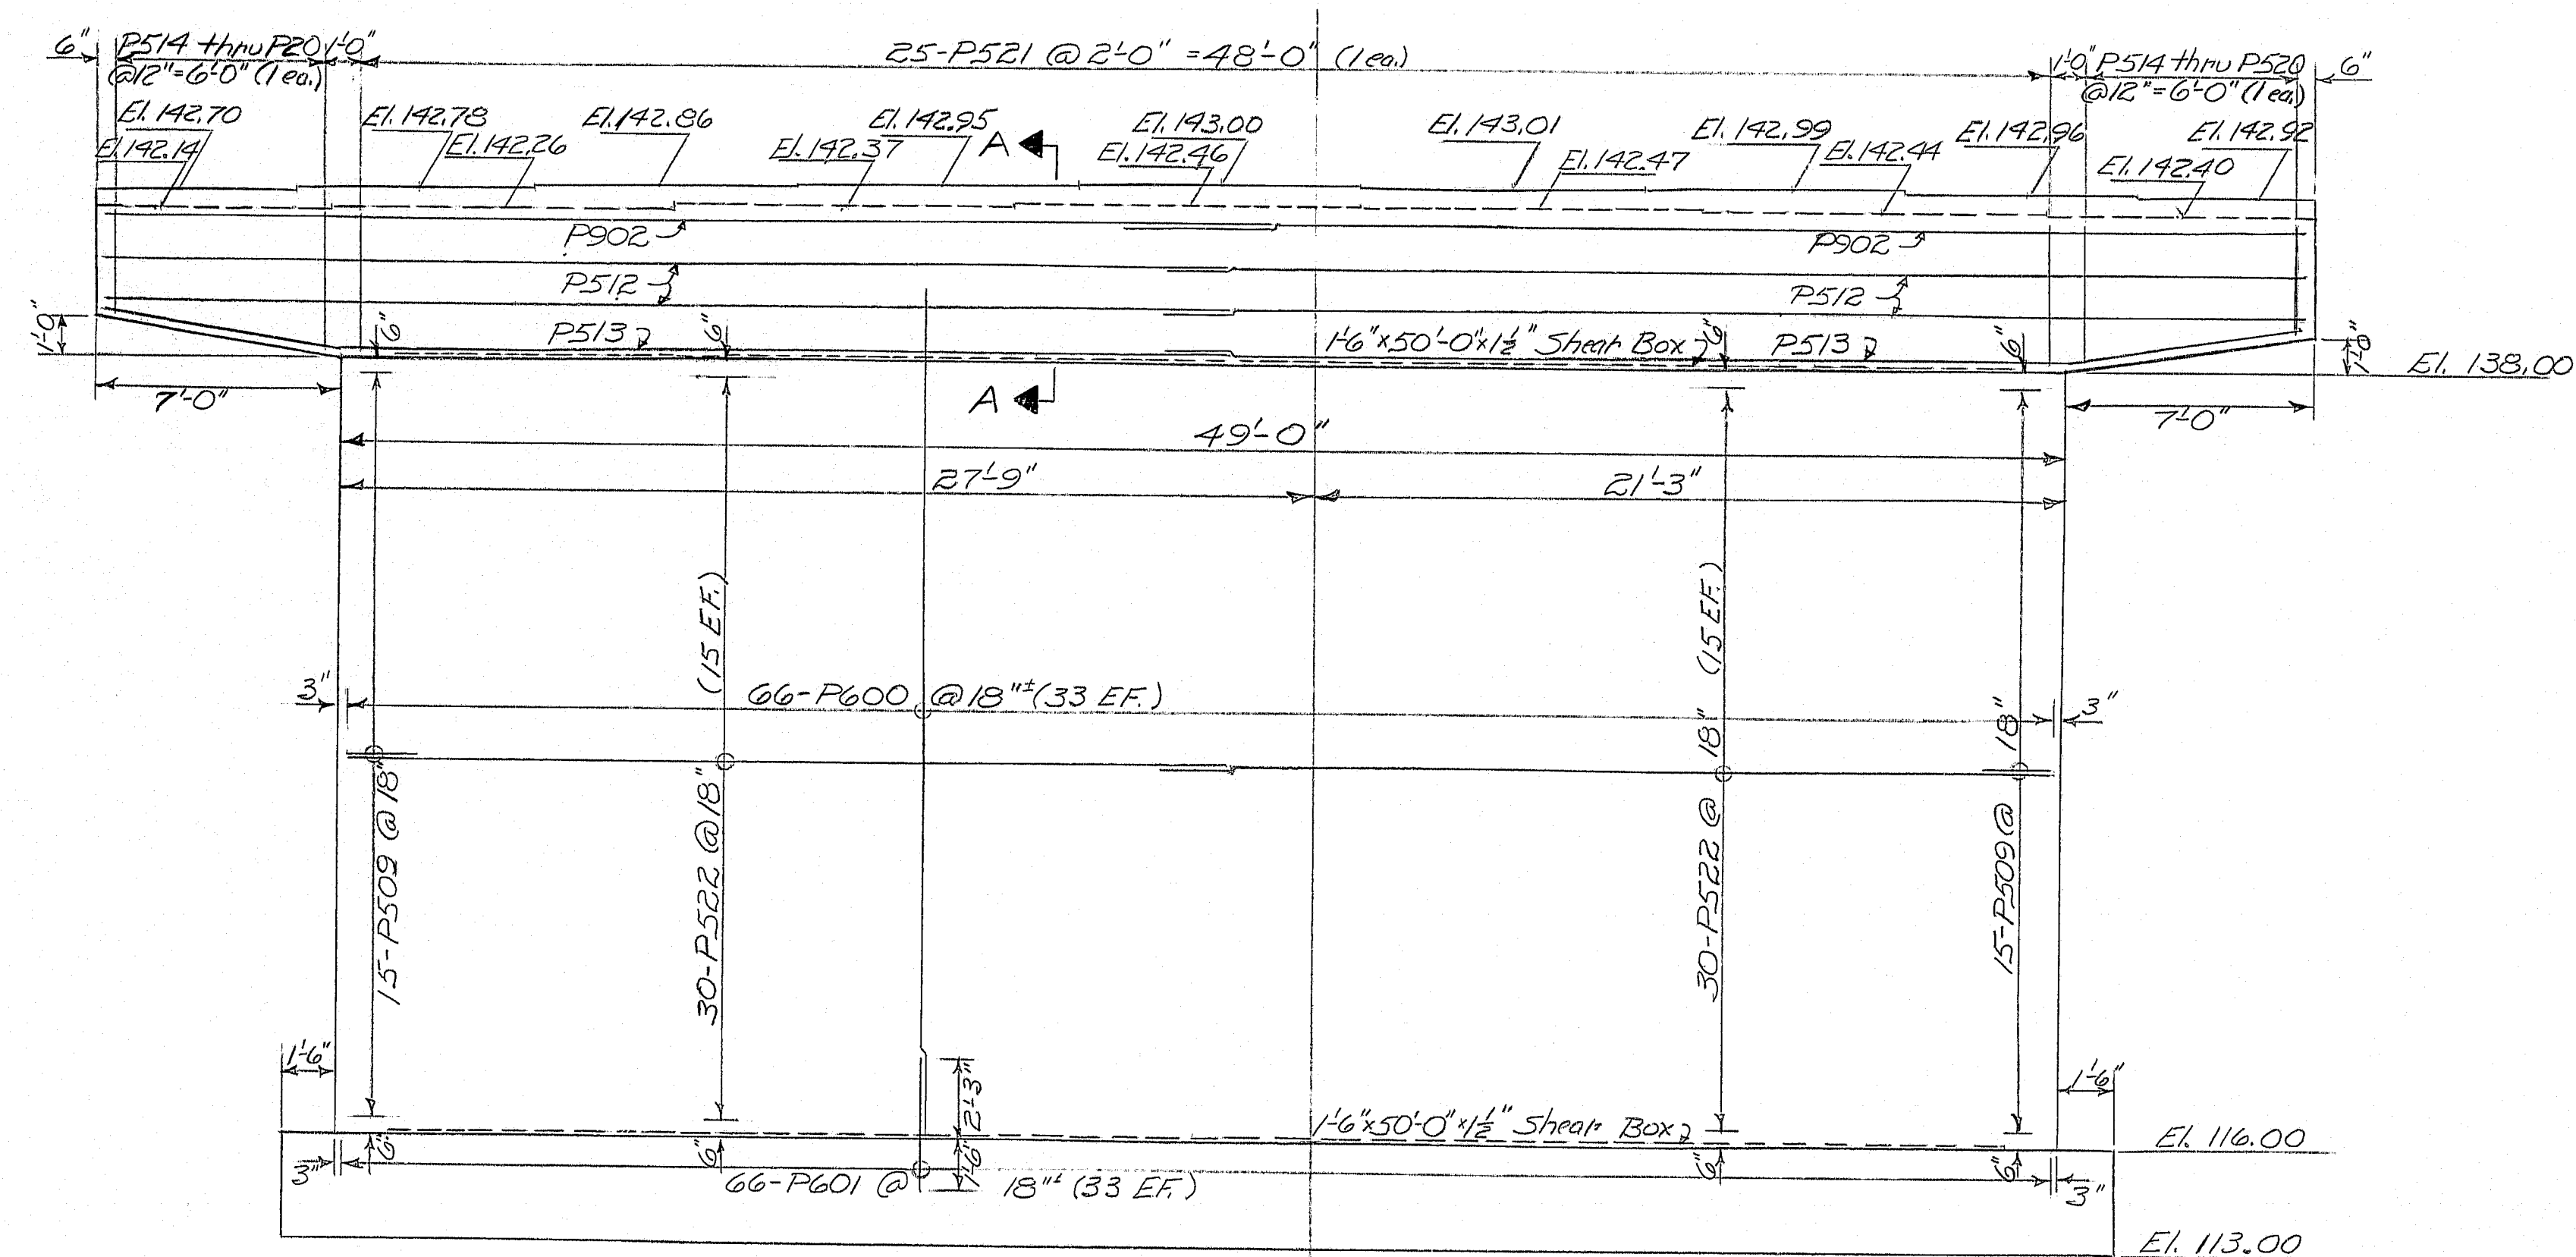 6" P514 thru P20 1'-0"
@12"=6'-0" (1 ea.)
25-P521 @ 2'-0" =48'-0" (1 ea.)
1'-0" P514 thru P520 6"
@12"=6'-0" (1 ea.)
El. 142.70
El. 142.14
El. 142.78
El. 142.26
El. 142.86
El. 142.37
El. 142.95
A
El. 143.00
El. 142.46
El. 143.01
El. 142.47
El. 142.99
El. 142.44
El. 142.96
El. 142.40
El. 142.92
P902
P902
P512
P512
1'-0"
P513
6"
6"
1'-6"x50'-0"x1½" Shear Box
6"
P513
6"
1'-0"
El. 138.00
7'-0"
A
7'-0"
49'-0"
27'-9"
21'-3"
(15 EF.)
(15 EF.)
3"
66-P600 @ 18"± (33 EF.)
3"
15-P509 @ 18"
30-P522 @ 18"
30-P522 @ 18"
15-P509 @ 18"
1'-6"
2'-3"
1'-6"
1'-6"x50'-0"x1½" Shear Box
El. 116.00
3"
6"
6"
1'-6"
6"
6"
3"
66-P601 @ 18"± (33 EF.)
El. 113.00